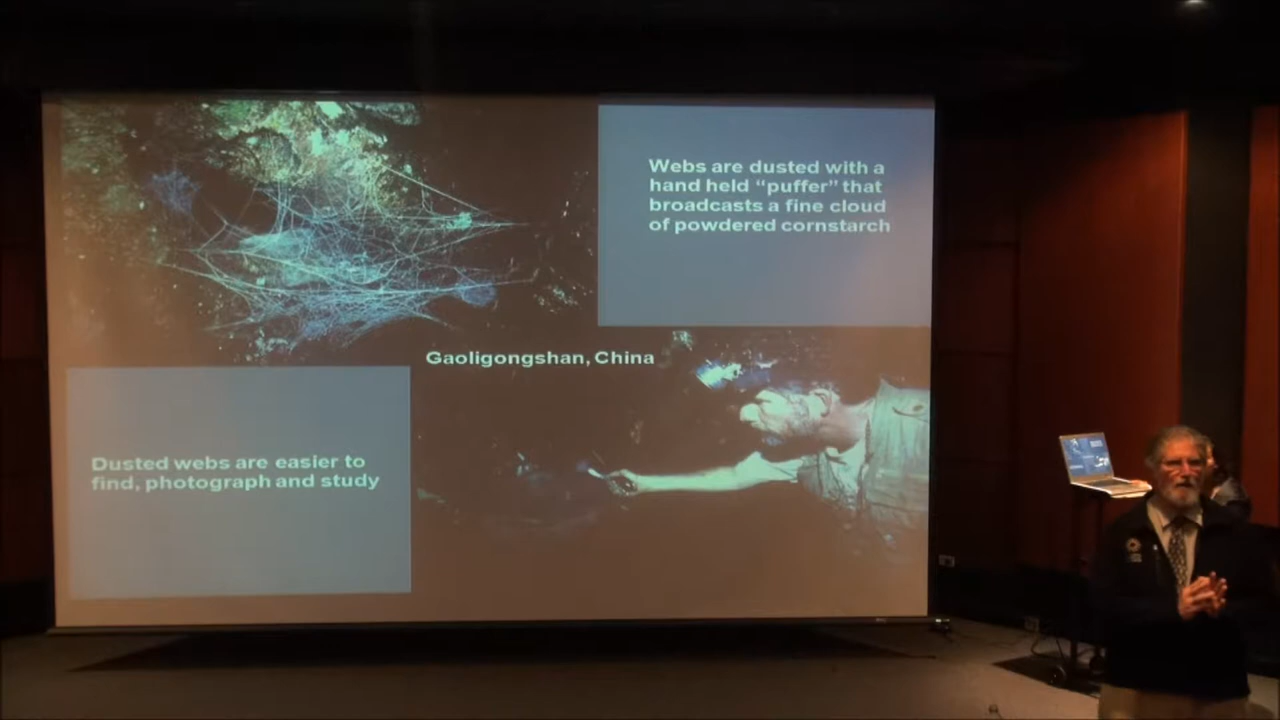 Webs are dusted with a
hand held “puffer” that
broadcasts a fine cloud
of powdered cornstarch
Gaoligongshan, China
Dusted webs are easier to
find, photograph and study